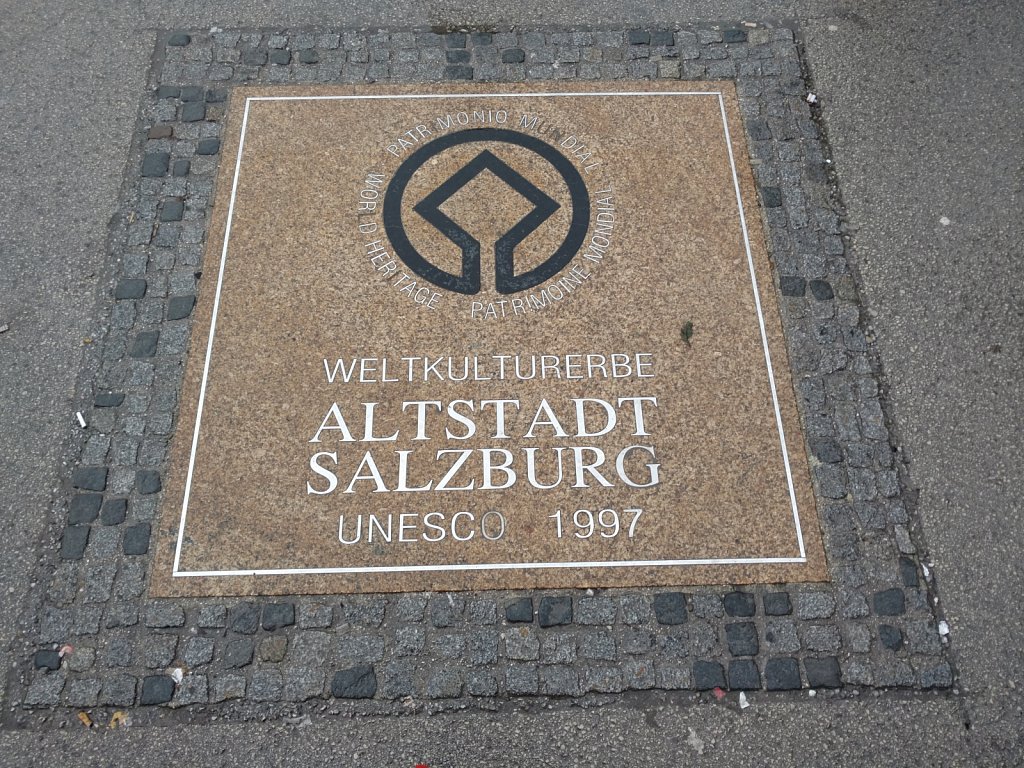 WORLD HERITAGE
PATRIMONIO MUNDIAL
PATRIMOINE MONDIAL
WELTKULTURERBE
ALTSTADT
SALZBURG
UNESCO 1997